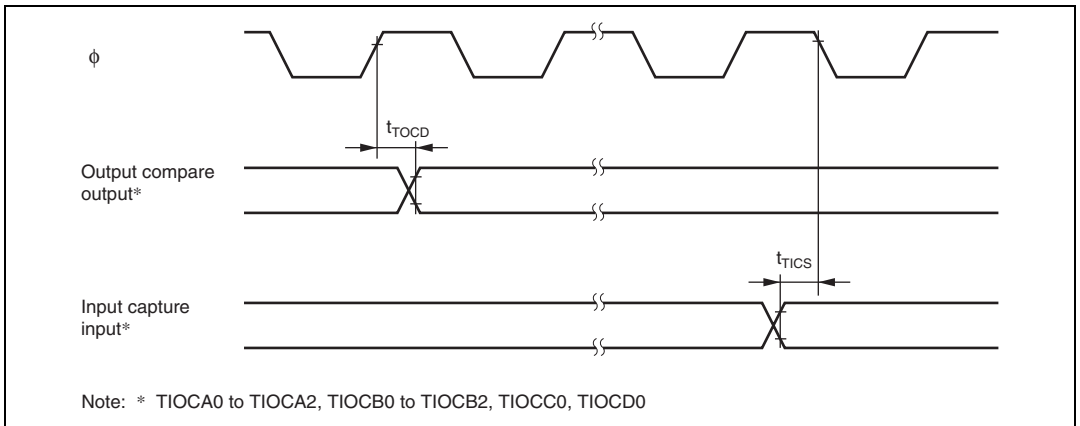 ϕ
tTOCD
Output compare
output*
tTICS
Input capture
input*
Note: * TIOCA0 to TIOCA2, TIOCB0 to TIOCB2, TIOCC0, TIOCD0